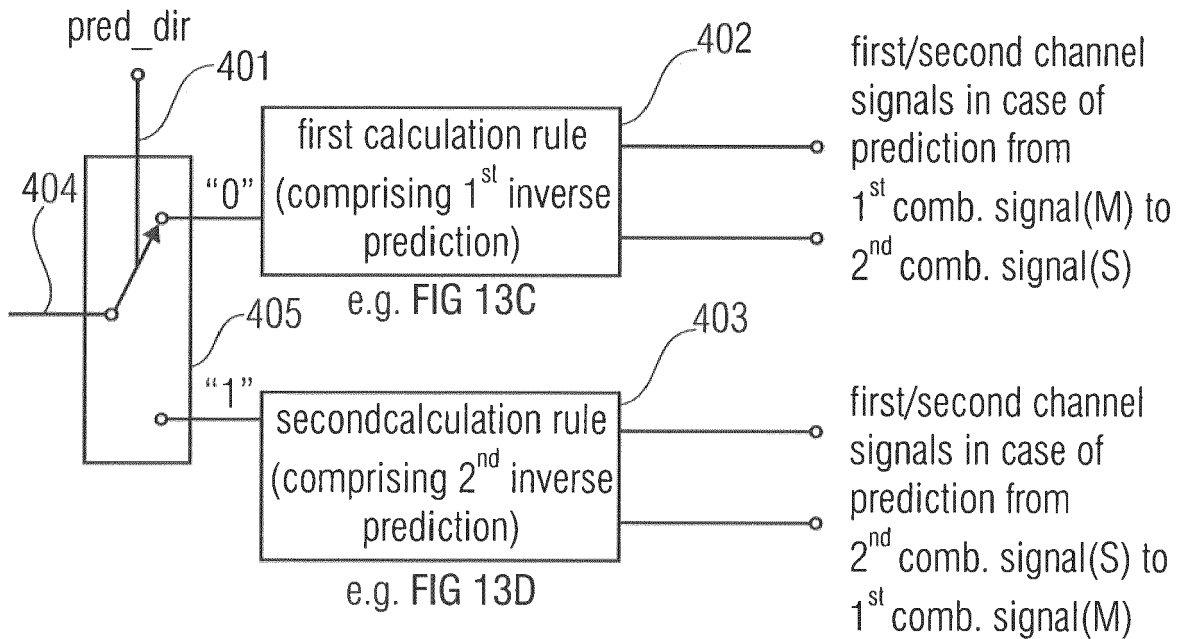 pred_dir
401
402
404
405
403
"0"
first calculation rule
(comprising 1st inverse
prediction)
e.g. FIG 13C
first/second channel
signals in case of
prediction from
1st comb. signal(M) to
2nd comb. signal(S)
"1"
secondcalculation rule
(comprising 2nd inverse
prediction)
e.g. FIG 13D
first/second channel
signals in case of
prediction from
2nd comb. signal(S) to
1st comb. signal(M)